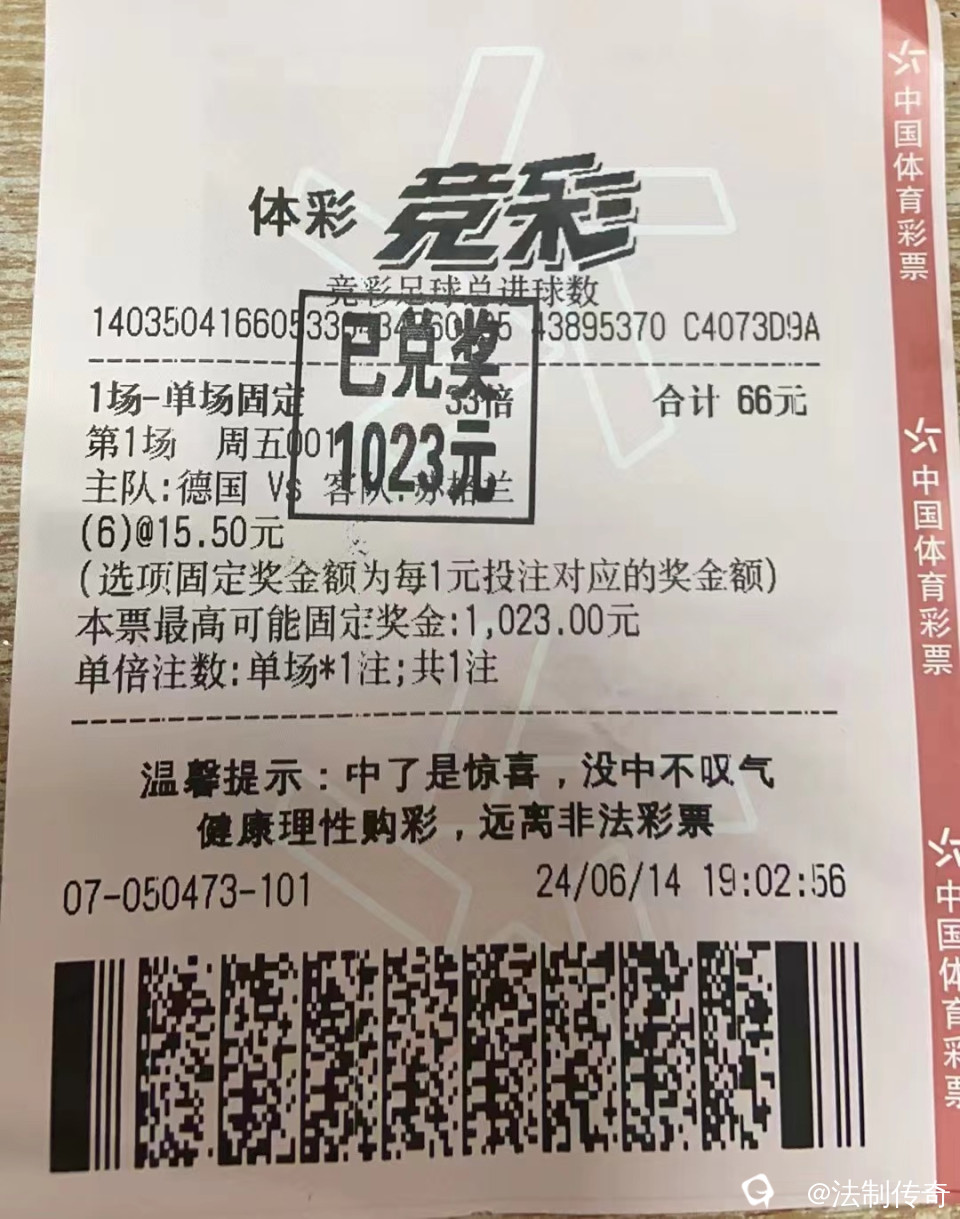 体彩 竞彩
竞彩足球总进球数
43895370 C4073D9A
已兑奖
1023元
1场-单场固定 33倍 合计 66元
第1场 周五001
主队:德国 Vs 客队:苏格兰
(6)@15.50元
(选项固定奖金额为每1元投注对应的奖金额)
本票最高可能固定奖金:1,023.00元
单倍注数:单场*1注;共1注
温馨提示：中了是惊喜，没中不叹气
健康理性购彩，远离非法彩票
07-050473-101 24/06/14 19:02:56
中国体育彩票
中国体育彩票
中国体育彩票
@法制传奇